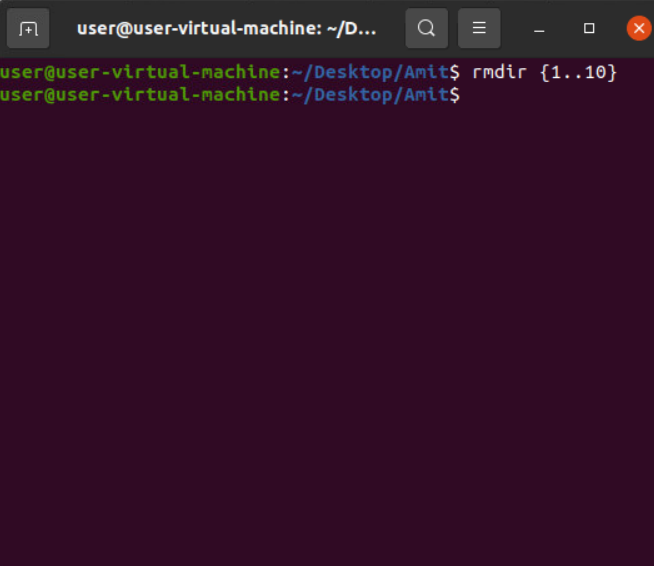 user@user-virtual-machine: ~/D...
user@user-virtual-machine:~/Desktop/Amit$ rmdir {1..10}
user@user-virtual-machine:~/Desktop/Amit$